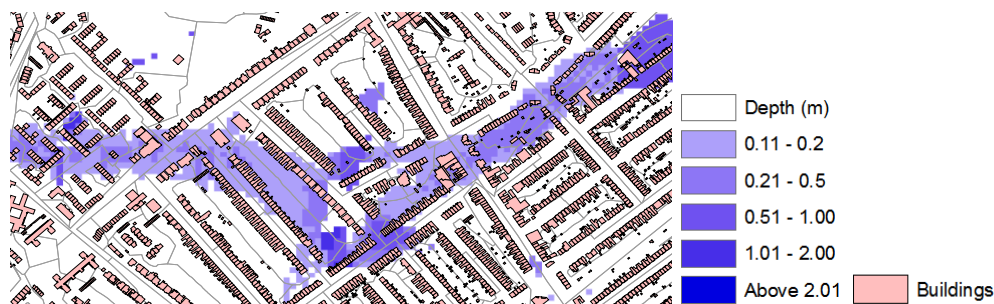 Depth (m)
0.11 - 0.2
0.21 - 0.5
0.51 - 1.00
1.01 - 2.00
Above 2.01
Buildings